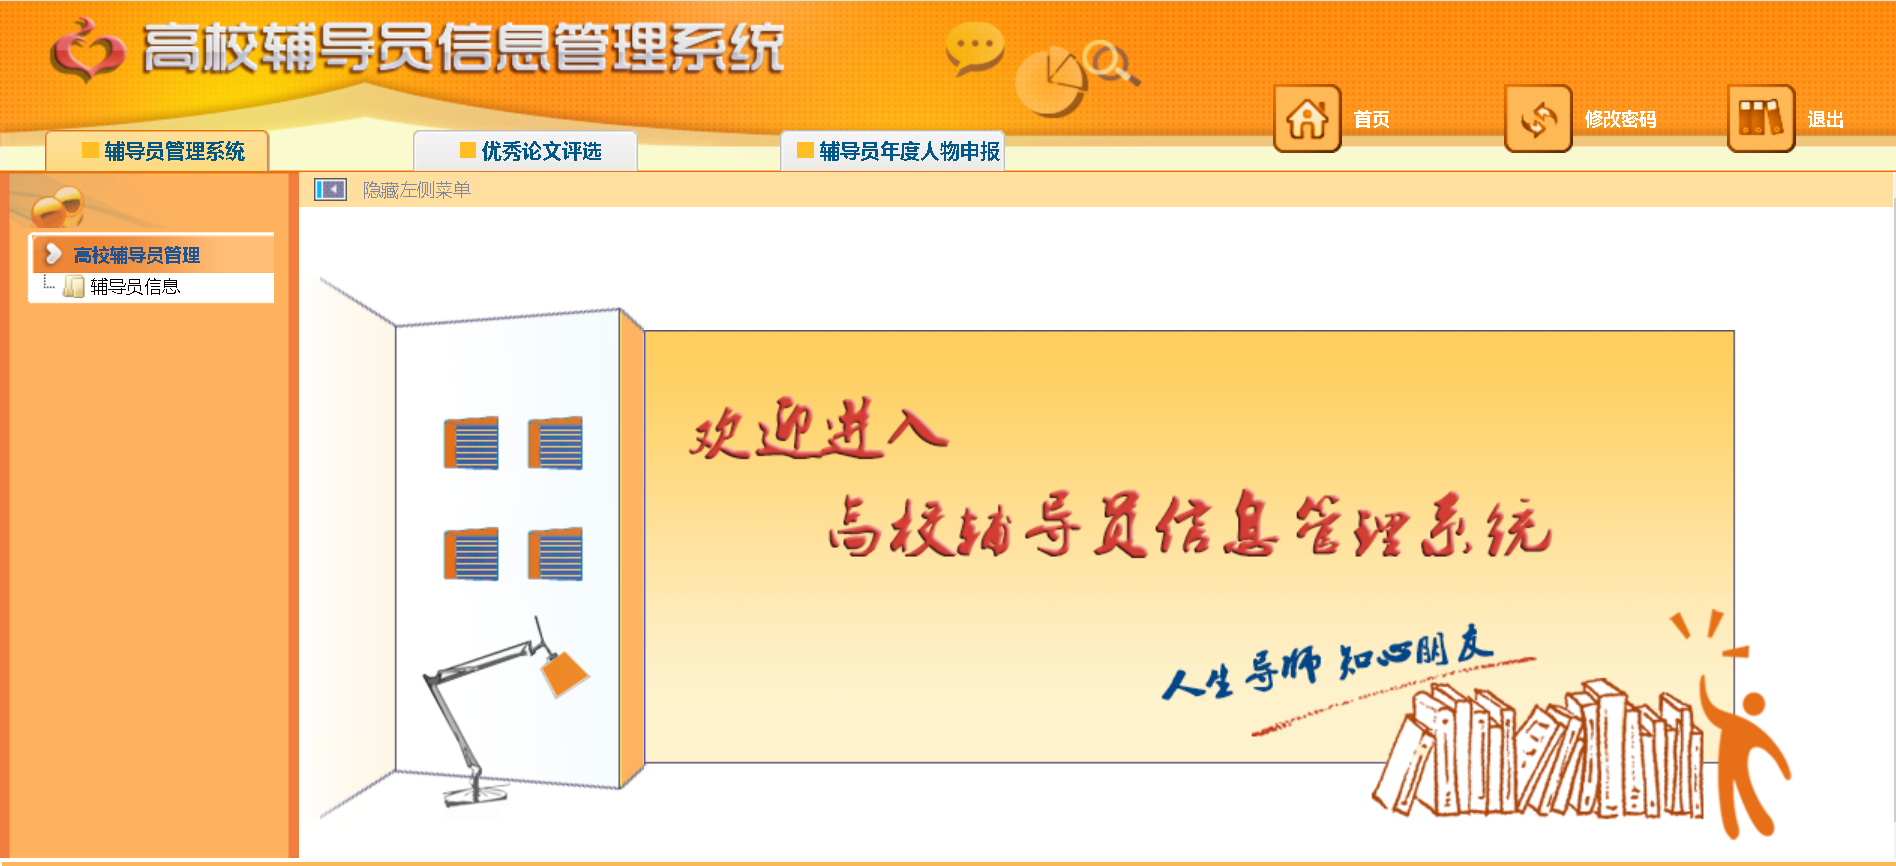 高校辅导员信息管理系统
首页
修改密码
退出
辅导员管理系统
优秀论文评选
辅导员年度人物申报
隐藏左侧菜单
高校辅导员管理
辅导员信息
欢迎进入
高校辅导员信息管理系统
人生导师 知心朋友